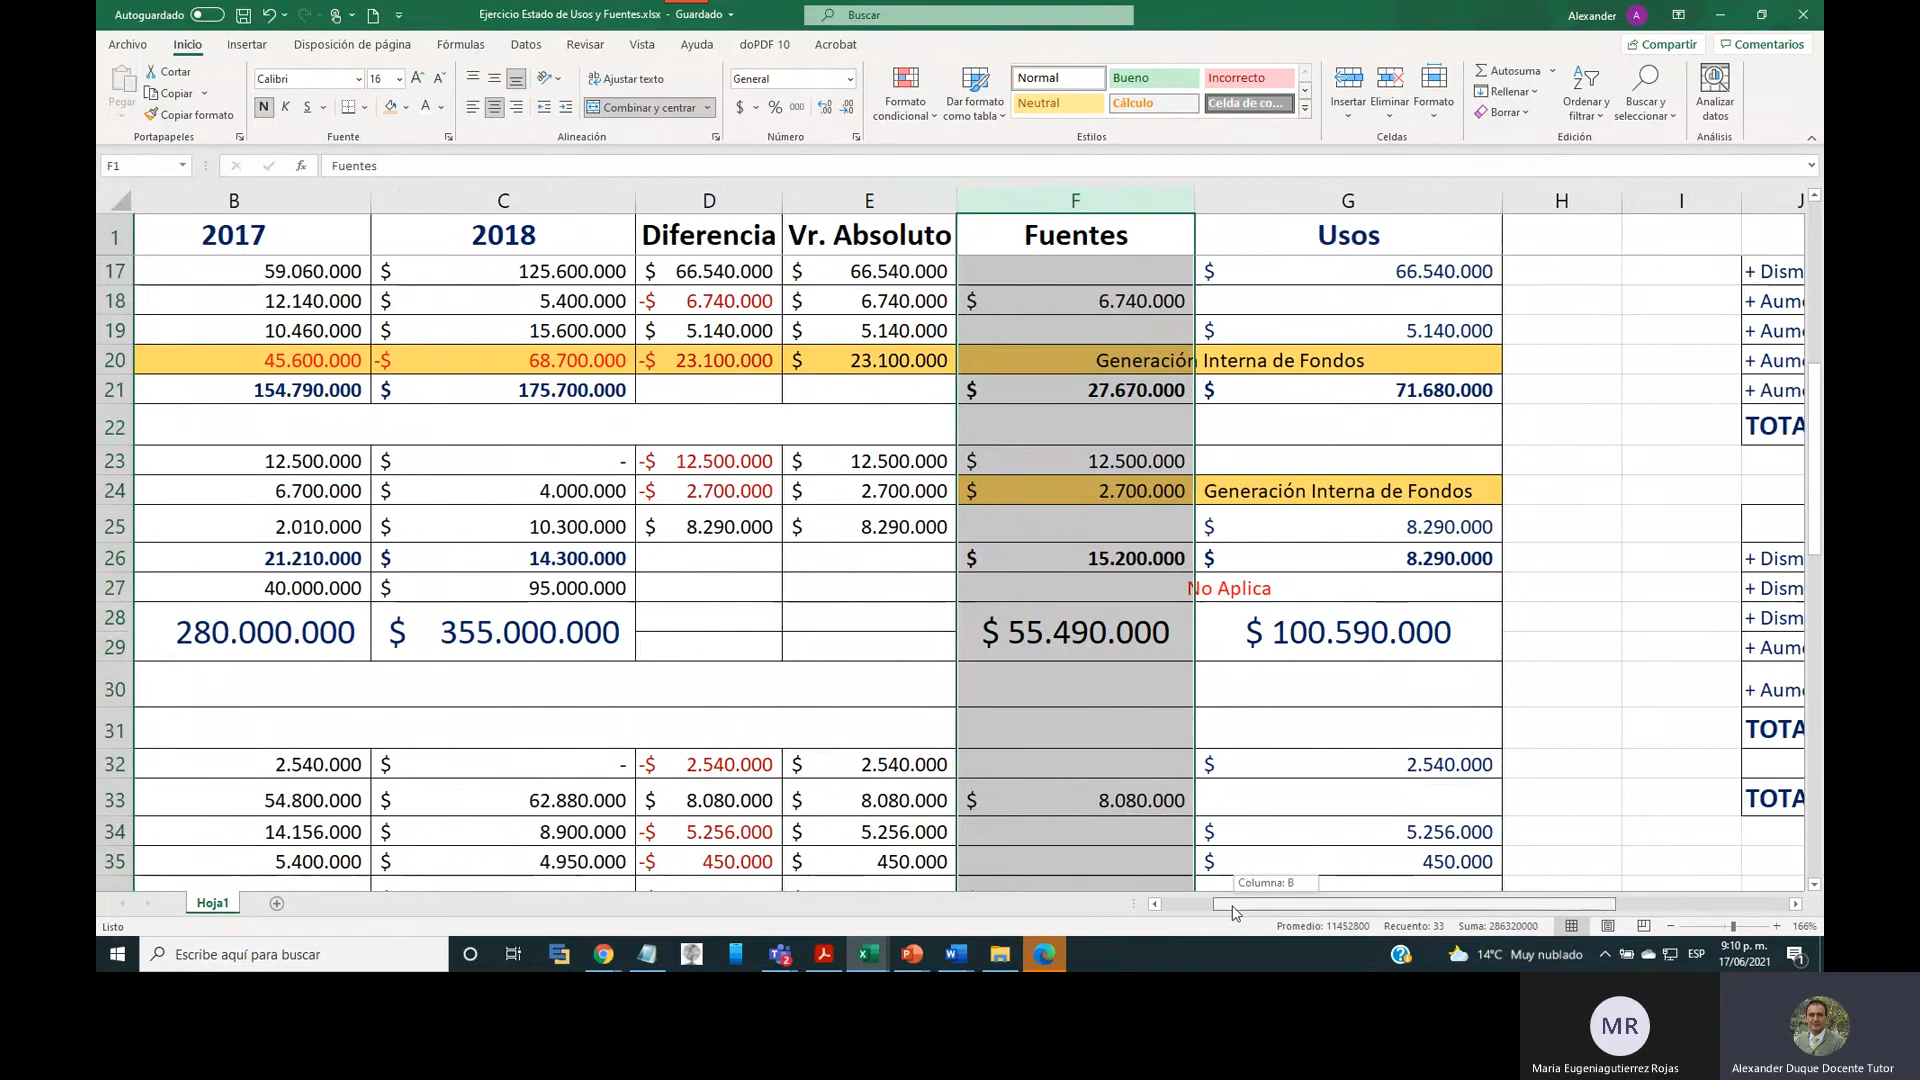 Autoguardado
Ejercicio Estado de Usos y Fuentes.xlsx - Guardado
Buscar
Alexander
A
Archivo Inicio Insertar Disposición de página Fórmulas Datos Revisar Vista Ayuda doPDF 10 Acrobat
Compartir Comentarios
Pegar
Cortar
Copiar
Copiar formato
Portapapeles
Calibri 16
N K S
Fuente
Ajustar texto
Combinar y centrar
Alineación
General
$ % 000
Número
Formato condicional
Dar formato como tabla
Normal Bueno Incorrecto
Neutral Cálculo Celda de co...
Estilos
Insertar Eliminar Formato
Celdas
Autosuma
Rellenar
Borrar
Ordenar y filtrar
Buscar y seleccionar
Edición
Analizar datos
Análisis
F1 fx Fuentes
B C D E F G H I J
1 2017 2018 Diferencia Vr. Absoluto Fuentes Usos
17 59.060.000 $ 125.600.000 $ 66.540.000 $ 66.540.000 $ 66.540.000 + Dism
18 12.140.000 $ 5.400.000 -$ 6.740.000 $ 6.740.000 $ 6.740.000 + Aume
19 10.460.000 $ 15.600.000 $ 5.140.000 $ 5.140.000 $ 5.140.000 + Aume
20 45.600.000 -$ 68.700.000 -$ 23.100.000 $ 23.100.000 Generación Interna de Fondos + Aume
21 154.790.000 $ 175.700.000 $ 27.670.000 $ 71.680.000 + Aume
22 TOTA
23 12.500.000 $ - -$ 12.500.000 $ 12.500.000 $ 12.500.000
24 6.700.000 $ 4.000.000 -$ 2.700.000 $ 2.700.000 $ 2.700.000 Generación Interna de Fondos
25 2.010.000 $ 10.300.000 $ 8.290.000 $ 8.290.000 $ 8.290.000
26 21.210.000 $ 14.300.000 $ 15.200.000 $ 8.290.000 + Dism
27 40.000.000 $ 95.000.000 No Aplica + Dism
28 + Dism
280.000.000 $ 355.000.000 $ 55.490.000 $ 100.590.000
29 + Aume
30 + Aume
31 TOTA
32 2.540.000 $ - -$ 2.540.000 $ 2.540.000 $ 2.540.000
33 54.800.000 $ 62.880.000 $ 8.080.000 $ 8.080.000 $ 8.080.000 TOTA
34 14.156.000 $ 8.900.000 -$ 5.256.000 $ 5.256.000 $ 5.256.000
35 5.400.000 $ 4.950.000 -$ 450.000 $ 450.000 $ 450.000
Columna: B
Hoja1
Listo
Promedio: 11452800 Recuento: 33 Suma: 286320000 166%
Escribe aquí para buscar
14°C Muy nublado
ESP
9:10 p. m.
17/06/2021
MR
Maria Eugeniagutierrez Rojas
Alexander Duque Docente Tutor